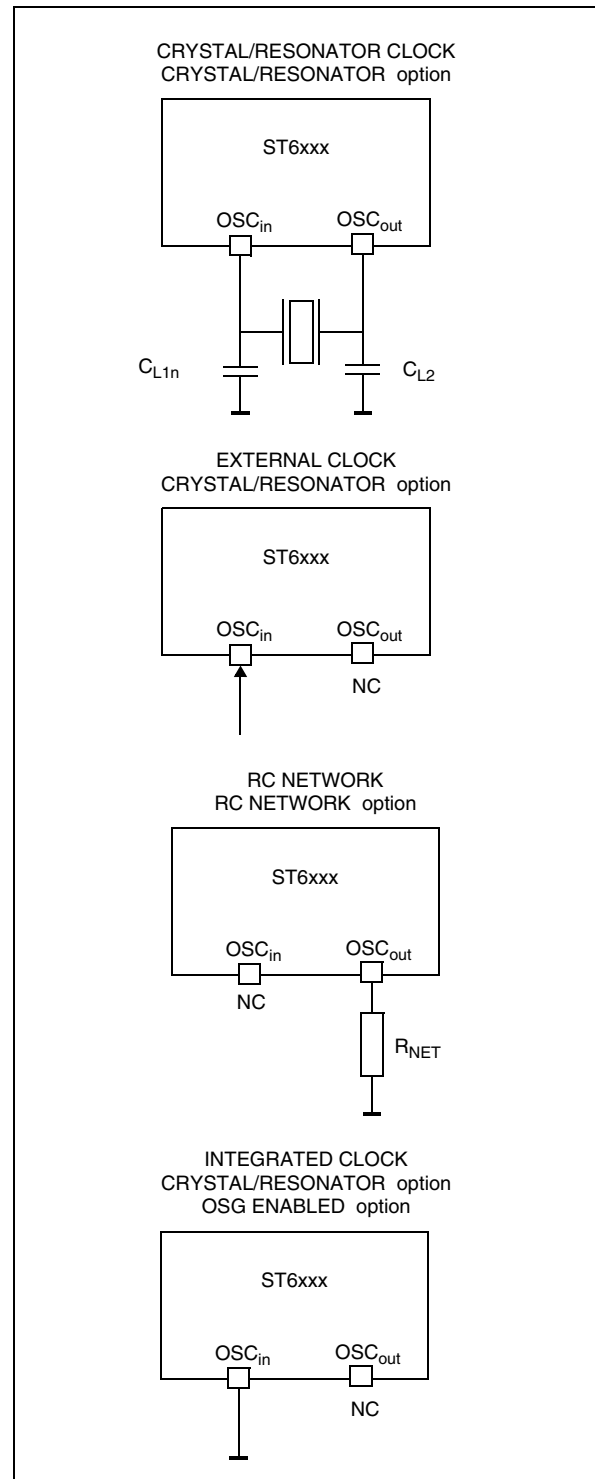 CRYSTAL/RESONATOR CLOCK
CRYSTAL/RESONATOR option
ST6xxx
OSCin OSCout
CL1n CL2
EXTERNAL CLOCK
CRYSTAL/RESONATOR option
ST6xxx
OSCin OSCout
NC
RC NETWORK
RC NETWORK option
ST6xxx
OSCin OSCout
NC
RNET
INTEGRATED CLOCK
CRYSTAL/RESONATOR option
OSG ENABLED option
ST6xxx
OSCin OSCout
NC